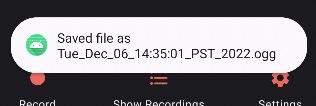 Saved file as
Tue_Dec_06_14:35:01_PST_2022.ogg
Record Show Recordings Settings